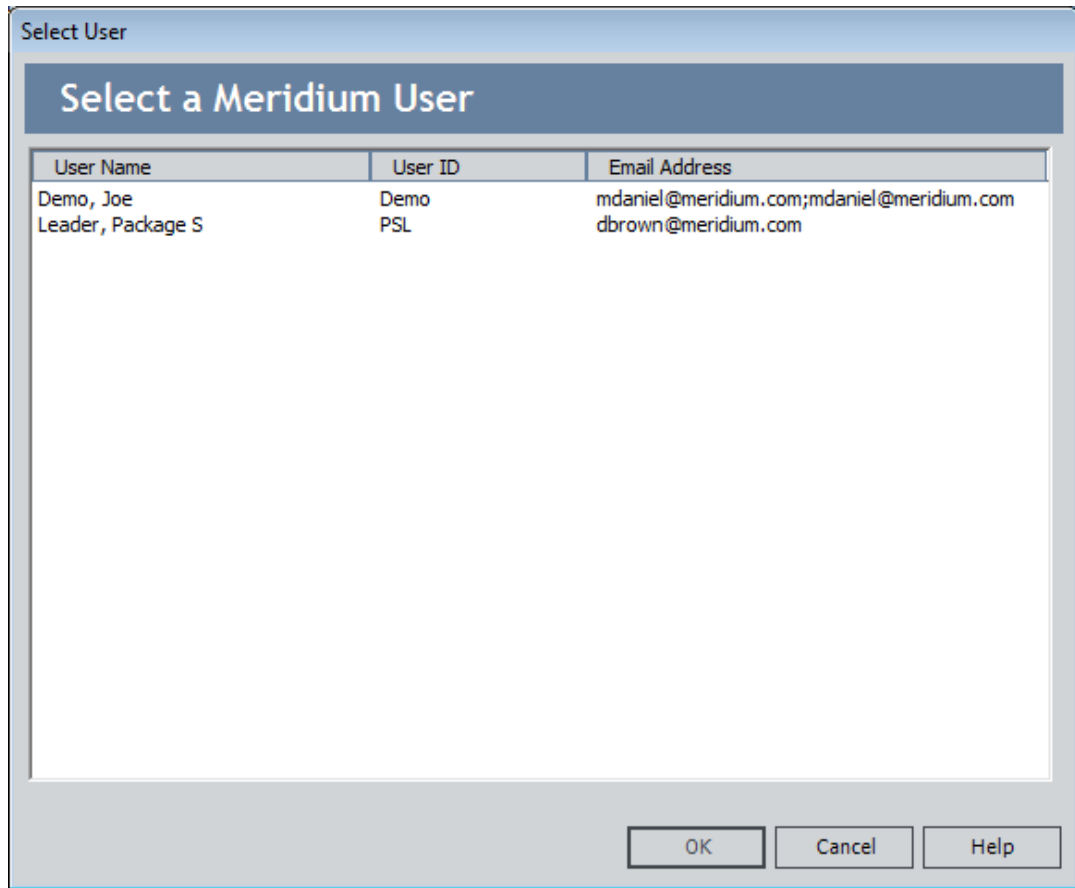 Select User
Select a Meridium User
User Name User ID Email Address
Demo, Joe Demo mdaniel@meridium.com;mdaniel@meridium.com
Leader, Package S PSL dbrown@meridium.com
OK Cancel Help